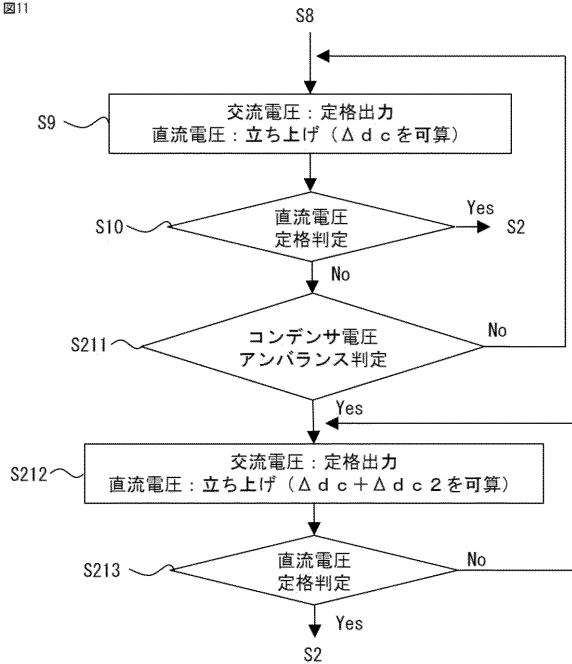 図11
S8
S9
交流電圧：定格出力
直流電圧：立ち上げ（Δｄｃを可算）
S10
直流電圧
定格判定
Yes
S2
No
S211
コンデンサ電圧
アンバランス判定
No
Yes
S212
交流電圧：定格出力
直流電圧：立ち上げ（Δｄｃ＋Δｄｃ２を可算）
S213
直流電圧
定格判定
No
Yes
S2